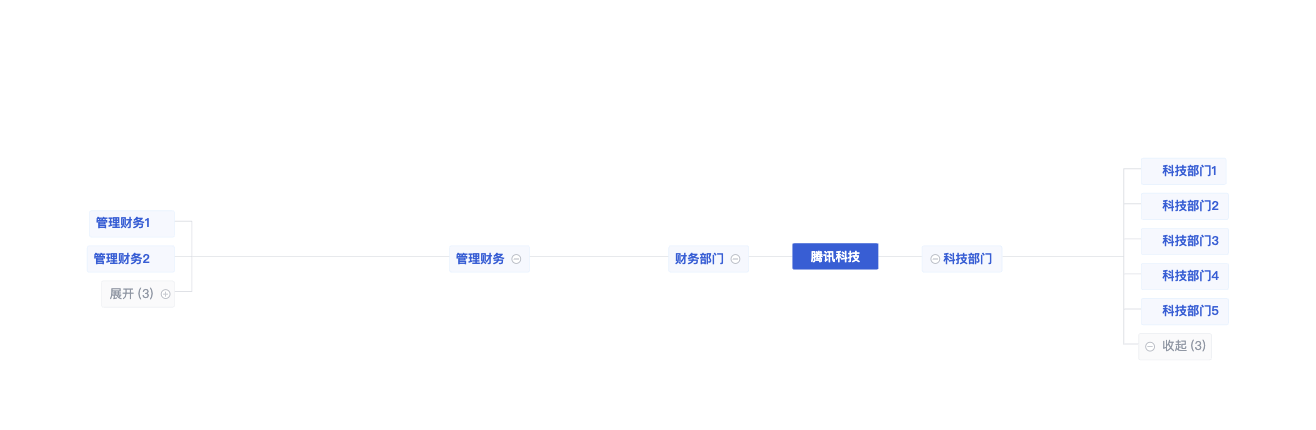 管理财务1
管理财务2
展开 (3)
管理财务
财务部门
腾讯科技
科技部门
科技部门1
科技部门2
科技部门3
科技部门4
科技部门5
收起 (3)